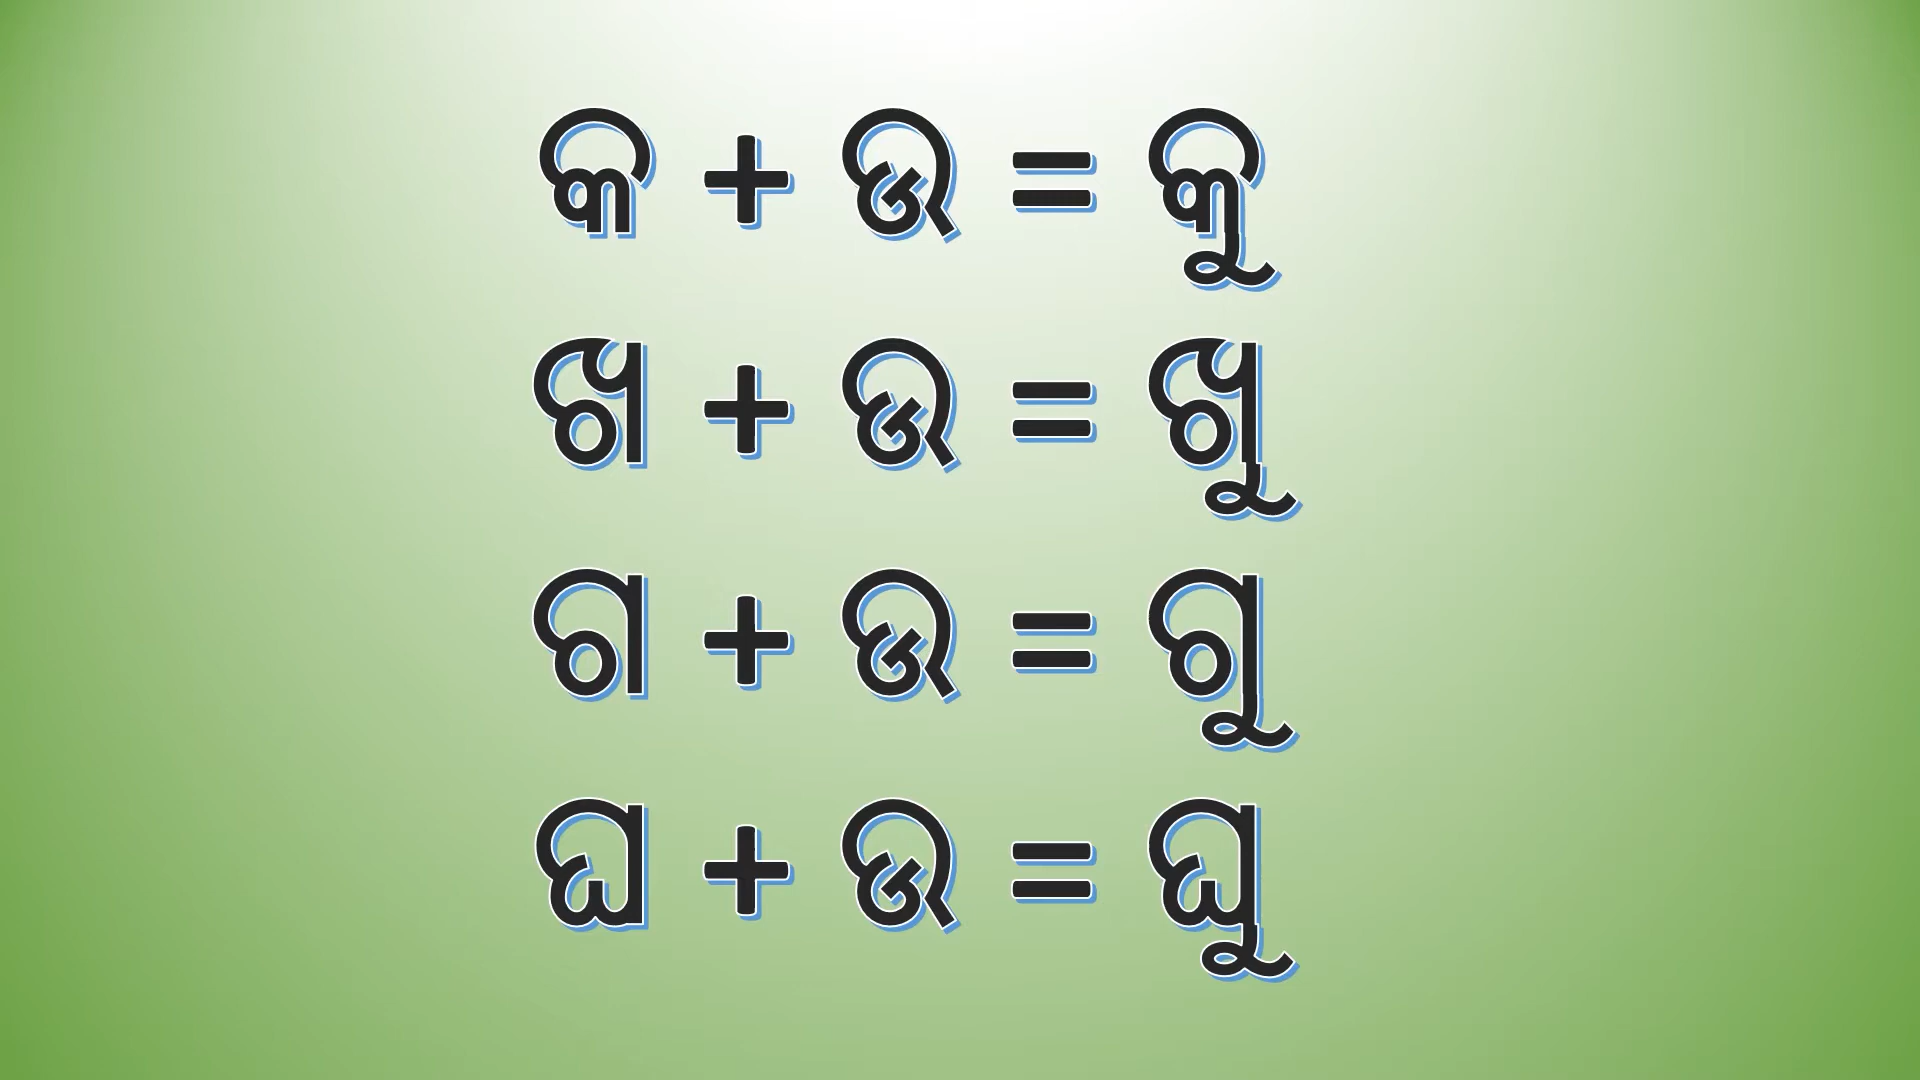 କ + ଉ = କୁ
ଖ + ଉ = ଖୁ
ଗ + ଉ = ଗୁ
ଘ + ଉ = ଘୁ